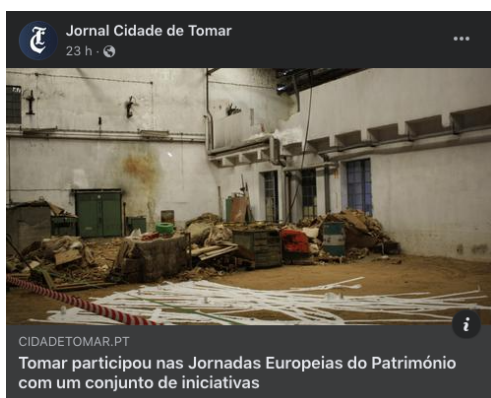 Jornal Cidade de Tomar
23 h ·
CIDADETOMAR.PT
Tomar participou nas Jornadas Europeias do Património
com um conjunto de iniciativas